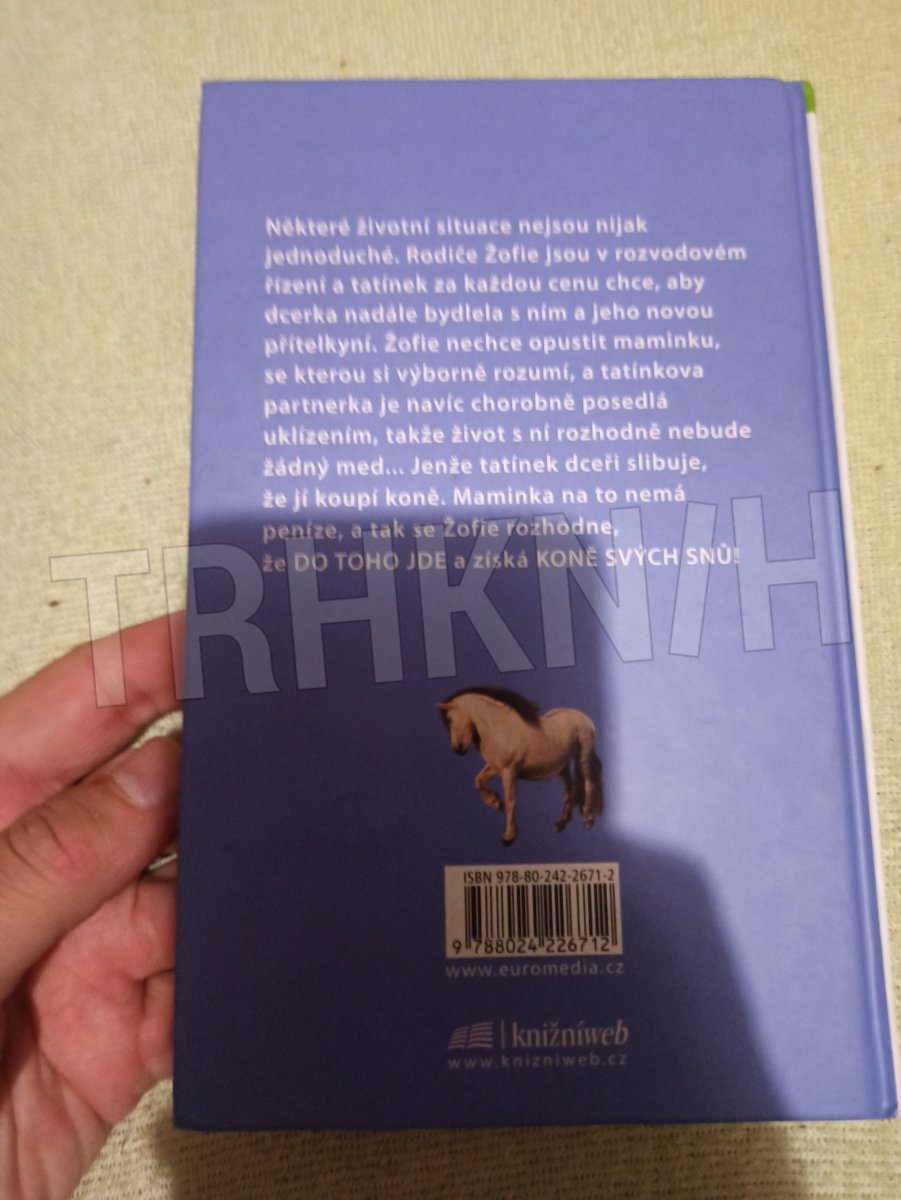 Některé životní situace nejsou nijak
jednoduché. Rodiče Žofie jsou v rozvodovém
řízení a tatínek za každou cenu chce, aby
dcerka nadále bydlela s ním a jeho novou
přítelkyní. Žofie nechce opustit maminku,
se kterou si výborně rozumí, a tatínkova
partnerka je navíc chorobně posedlá
uklízením, takže život s ní rozhodně nebude
žádný med... Jenže tatínek dceři slibuje,
že jí koupí koně. Maminka na to nemá
peníze, a tak se Žofie rozhodne,
že DO TOHO JDE a získá KONĚ SVÝCH SNŮ!
TRHKN/H
ISBN 978-80-242-2671-2
9 788024 226712
www.euromedia.cz
knižníweb
www.knizniweb.cz